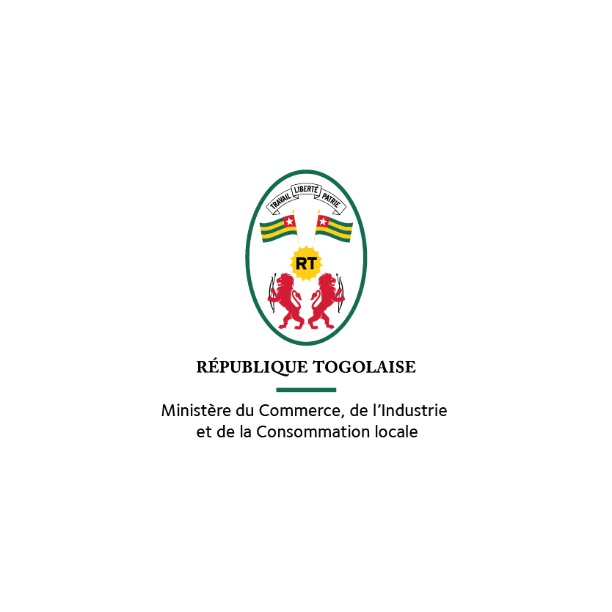 TRAVAIL LIBERTÉ PATRIE
RT
RÉPUBLIQUE TOGOLAISE
Ministère du Commerce, de l'Industrie
et de la Consommation locale